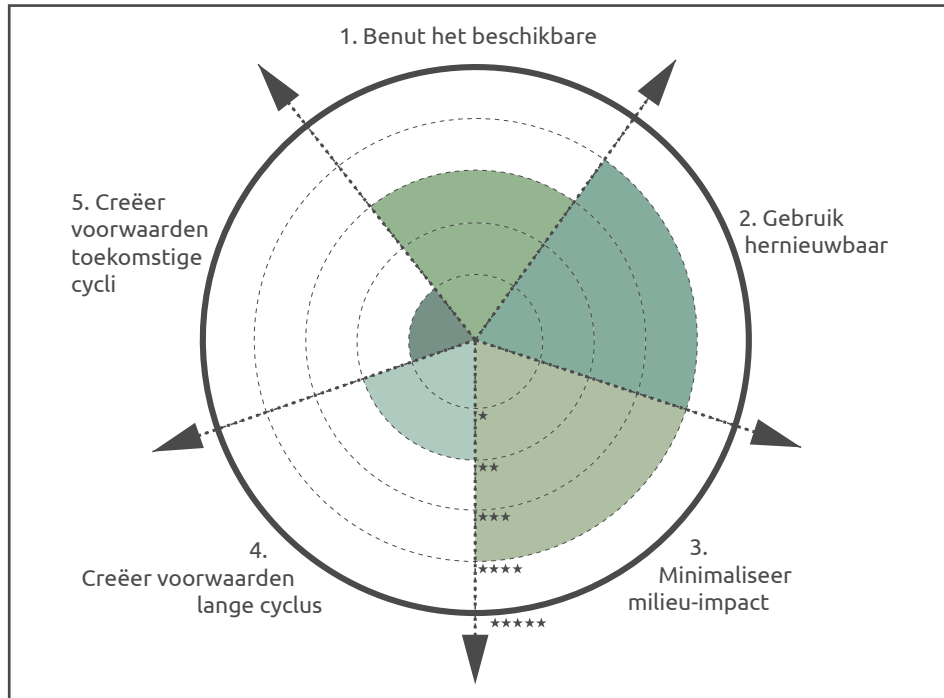 1. Benut het beschikbare
2. Gebruik
hernieuwbaar
3.
Minimaliseer
milieu-impact
4.
Creëer voorwaarden
lange cyclus
5. Creëer
voorwaarden
toekomstige
cycli
★
★★
★★★
★★★★
★★★★★